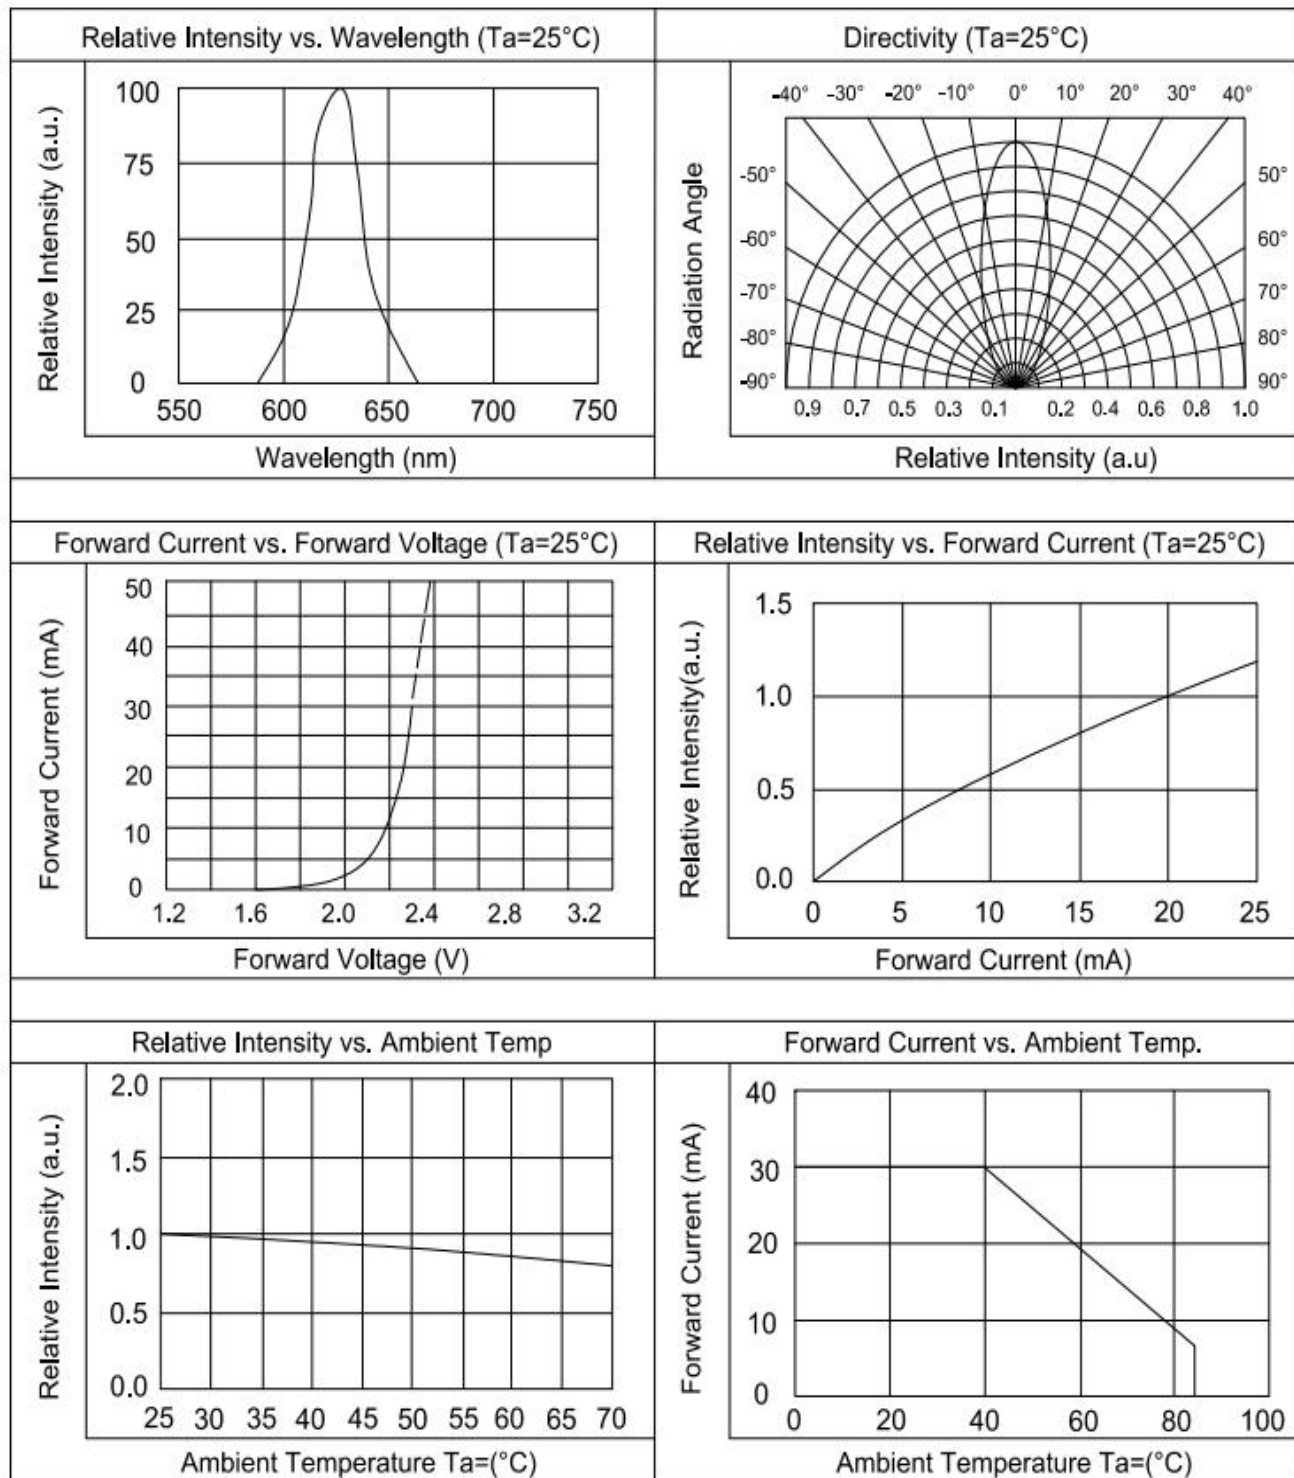 Relative Intensity vs. Wavelength (Ta=25°C)
Relative Intensity (a.u.)
100
75
50
25
0
550 600 650 700 750
Wavelength (nm)
Directivity (Ta=25°C)
-40° -30° -20° -10° 0° 10° 20° 30° 40°
Radiation Angle
-50° 50°
-60° 60°
-70° 70°
-80° 80°
-90° 90°
0.9 0.7 0.5 0.3 0.1 0.2 0.4 0.6 0.8 1.0
Relative Intensity (a.u)
Forward Current vs. Forward Voltage (Ta=25°C)
Forward Current (mA)
50
40
30
20
10
0
1.2 1.6 2.0 2.4 2.8 3.2
Forward Voltage (V)
Relative Intensity vs. Forward Current (Ta=25°C)
Relative Intensity(a.u.)
1.5
1.0
0.5
0.0
0 5 10 15 20 25
Forward Current (mA)
Relative Intensity vs. Ambient Temp
Relative Intensity (a.u.)
2.0
1.5
1.0
0.5
0.0
25 30 35 40 45 50 55 60 65 70
Ambient Temperature Ta=(°C)
Forward Current vs. Ambient Temp.
Forward Current (mA)
40
30
20
10
0
0 20 40 60 80 100
Ambient Temperature Ta=(°C)